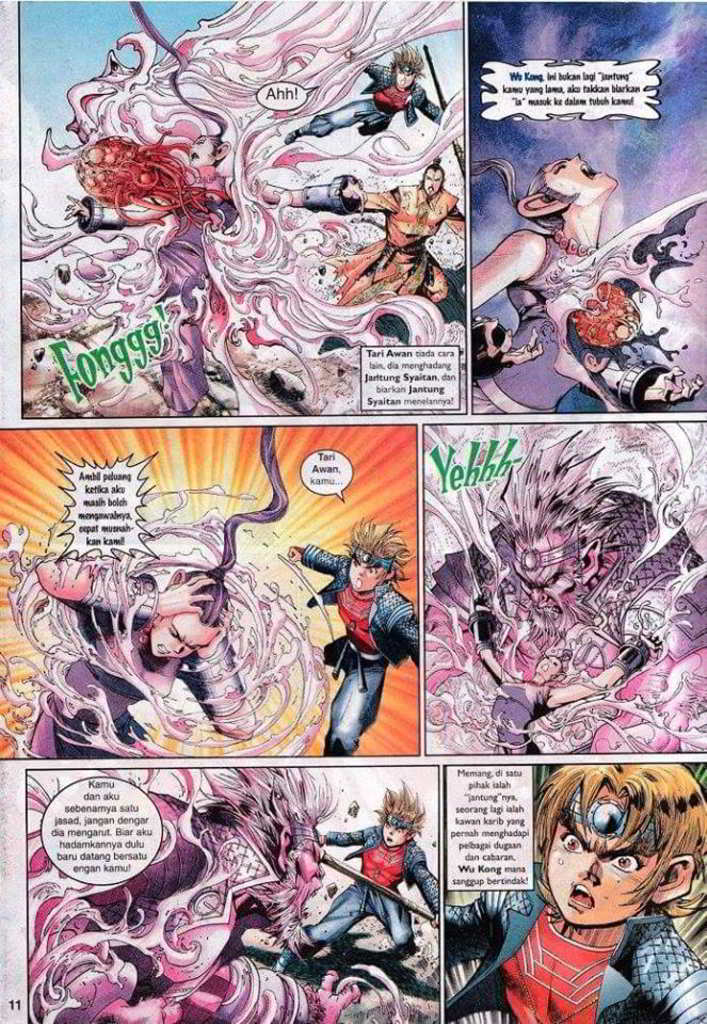 Ahh!
Fonggg!
Tari Awan tiada cara
lain, dia menghadang
Jantung Syaitan, dan
biarkan Jantung
Syaitan menelannya!
Wu Kong, ini bukan lagi "jantung"
kamu yang lama, aku takkan biarkan
"ia" masuk ke dalam tubuh kamu!
Ambil peluang
ketika aku
masih boleh
mengawalnya,
cepat musnah-
kan kami!
Tari
Awan,
kamu...
Yehhh-
Kamu
dan aku
sebenarnya satu
jasad, jangan dengar
dia mengarut. Biar aku
hadamkannya dulu
baru datang bersatu
engan kamu!
Memang, di satu
pihak ialah
"jantung"nya,
seorang lagi ialah
kawan karib yang
pernah menghadapi
pelbagai dugaan
dan cabaran,
Wu Kong mana
sanggup bertindak!
11